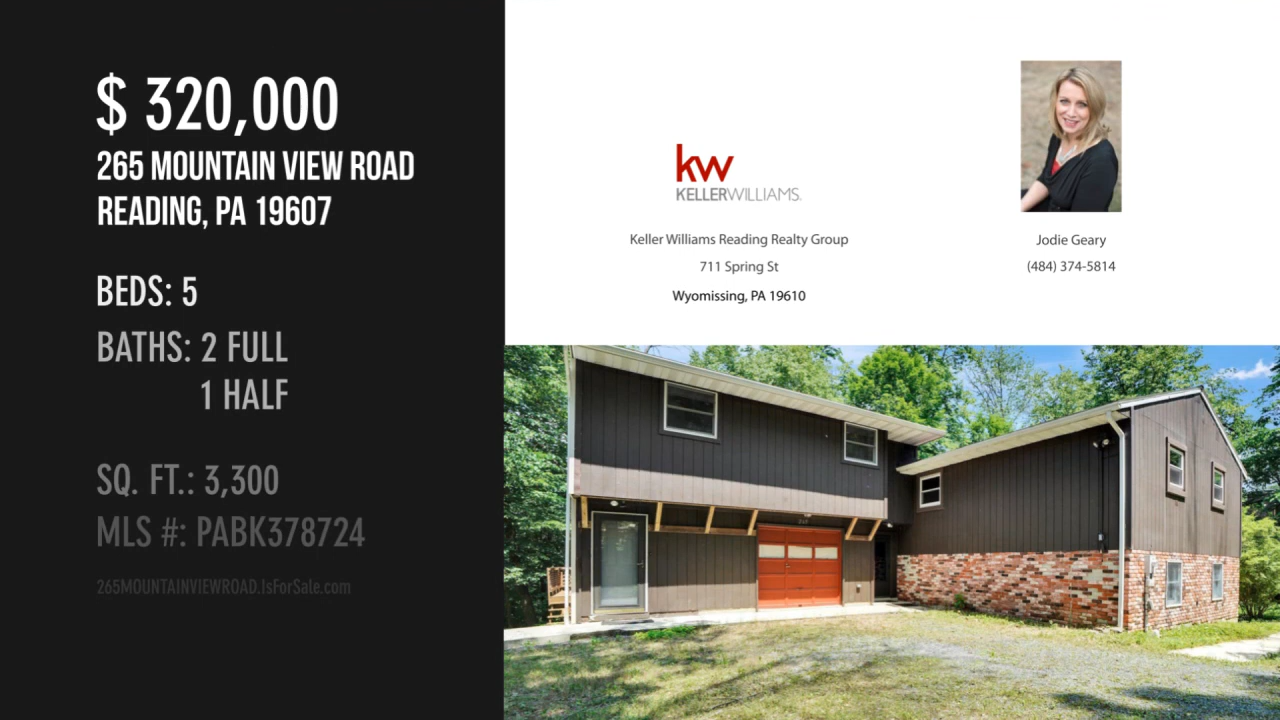 $ 320,000
265 MOUNTAIN VIEW ROAD
READING, PA 19607
BEDS: 5
BATHS: 2 FULL
1 HALF
SQ. FT.: 3,300
MLS #: PABK378724
265MOUNTAINVIEWROAD.IsForSale.com
kw
KELLERWILLIAMS.
Keller Williams Reading Realty Group
711 Spring St
Wyomissing, PA 19610
Jodie Geary
(484) 374-5814